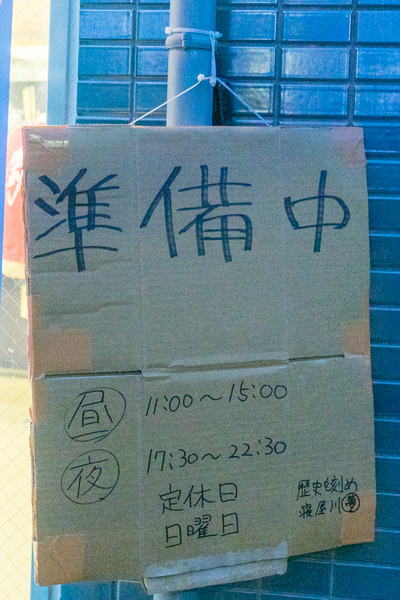 準備中
昼 11:00〜15:00
夜 17:30〜22:30
定休日
日曜日
歴史を刻め
寝屋川